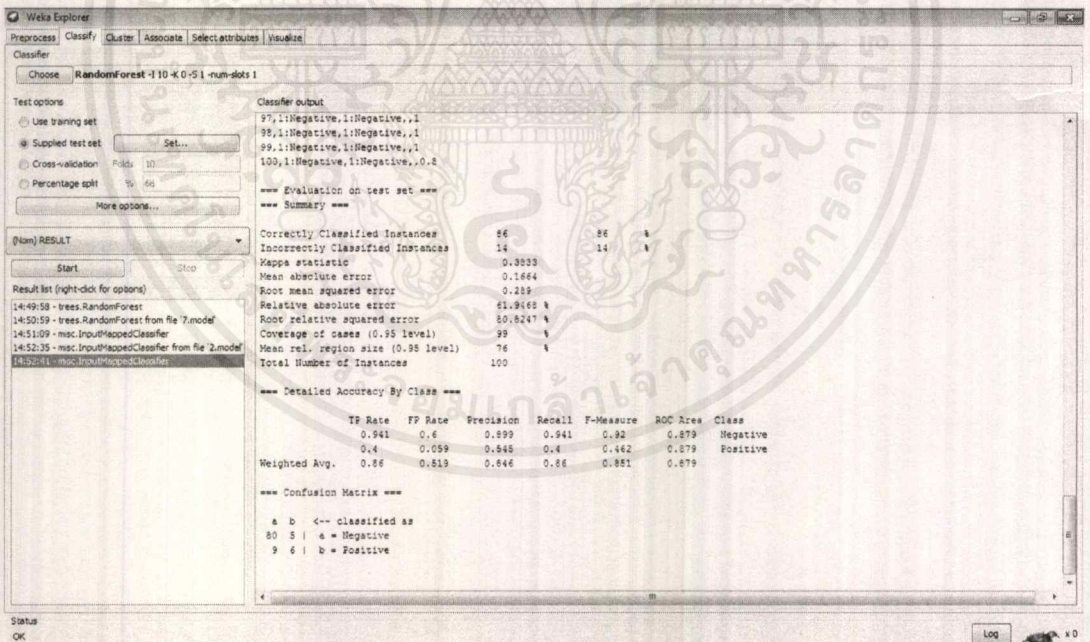 Weka Explorer
Preprocess Classify Cluster Associate Select attributes Visualize
Classifier
Choose RandomForest -I 10 -K 0 -S 1 -num-slots 1
Test options
Use training set
Supplied test set Set...
Cross-validation Folds 10
Percentage split % 66
More options...
(Nom) RESULT
Start Stop
Result list (right-click for options)
14:49:58 - trees.RandomForest
14:50:59 - trees.RandomForest from file '7.model'
14:51:09 - misc.InputMappedClassifier
14:52:35 - misc.InputMappedClassifier from file '2.model'
14:52:41 - misc.InputMappedClassifier
Classifier output
97,1:Negative,1:Negative,,1
98,1:Negative,1:Negative,,1
99,1:Negative,1:Negative,,1
100,1:Negative,1:Negative,,0.8
=== Evaluation on test set ===
=== Summary ===
Correctly Classified Instances 86 86 %
Incorrectly Classified Instances 14 14 %
Kappa statistic 0.3833
Mean absolute error 0.1664
Root mean squared error 0.289
Relative absolute error 61.9468 %
Root relative squared error 80.8247 %
Coverage of cases (0.95 level) 99 %
Mean rel. region size (0.95 level) 76 %
Total Number of Instances 100
=== Detailed Accuracy By Class ===
TP Rate FP Rate Precision Recall F-Measure ROC Area Class
0.941 0.6 0.899 0.941 0.92 0.879 Negative
0.4 0.059 0.545 0.4 0.462 0.879 Positive
Weighted Avg. 0.86 0.519 0.846 0.86 0.851 0.879
=== Confusion Matrix ===
a b <-- classified as
80 5 | a = Negative
9 6 | b = Positive
Status
OK
Log x 0